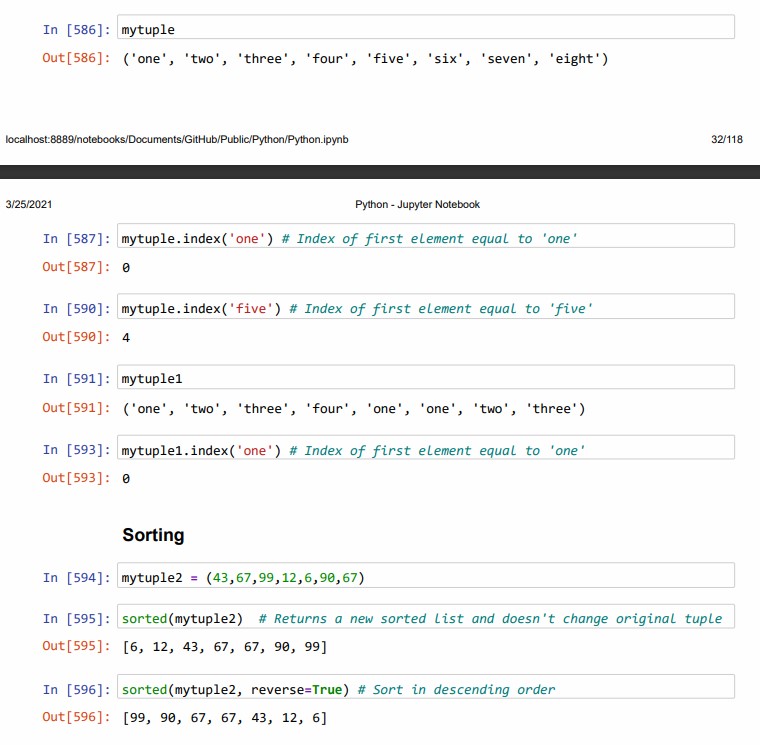 In [586]: mytuple
Out[586]: ('one', 'two', 'three', 'four', 'five', 'six', 'seven', 'eight')
localhost:8889/notebooks/Documents/GitHub/Public/Python/Python.ipynb 32/118
3/25/2021 Python - Jupyter Notebook
In [587]: mytuple.index('one') # Index of first element equal to 'one'
Out[587]: 0
In [590]: mytuple.index('five') # Index of first element equal to 'five'
Out[590]: 4
In [591]: mytuple1
Out[591]: ('one', 'two', 'three', 'four', 'one', 'one', 'two', 'three')
In [593]: mytuple1.index('one') # Index of first element equal to 'one'
Out[593]: 0
Sorting
In [594]: mytuple2 = (43,67,99,12,6,90,67)
In [595]: sorted(mytuple2) # Returns a new sorted list and doesn't change original tuple
Out[595]: [6, 12, 43, 67, 67, 90, 99]
In [596]: sorted(mytuple2, reverse=True) # Sort in descending order
Out[596]: [99, 90, 67, 67, 43, 12, 6]